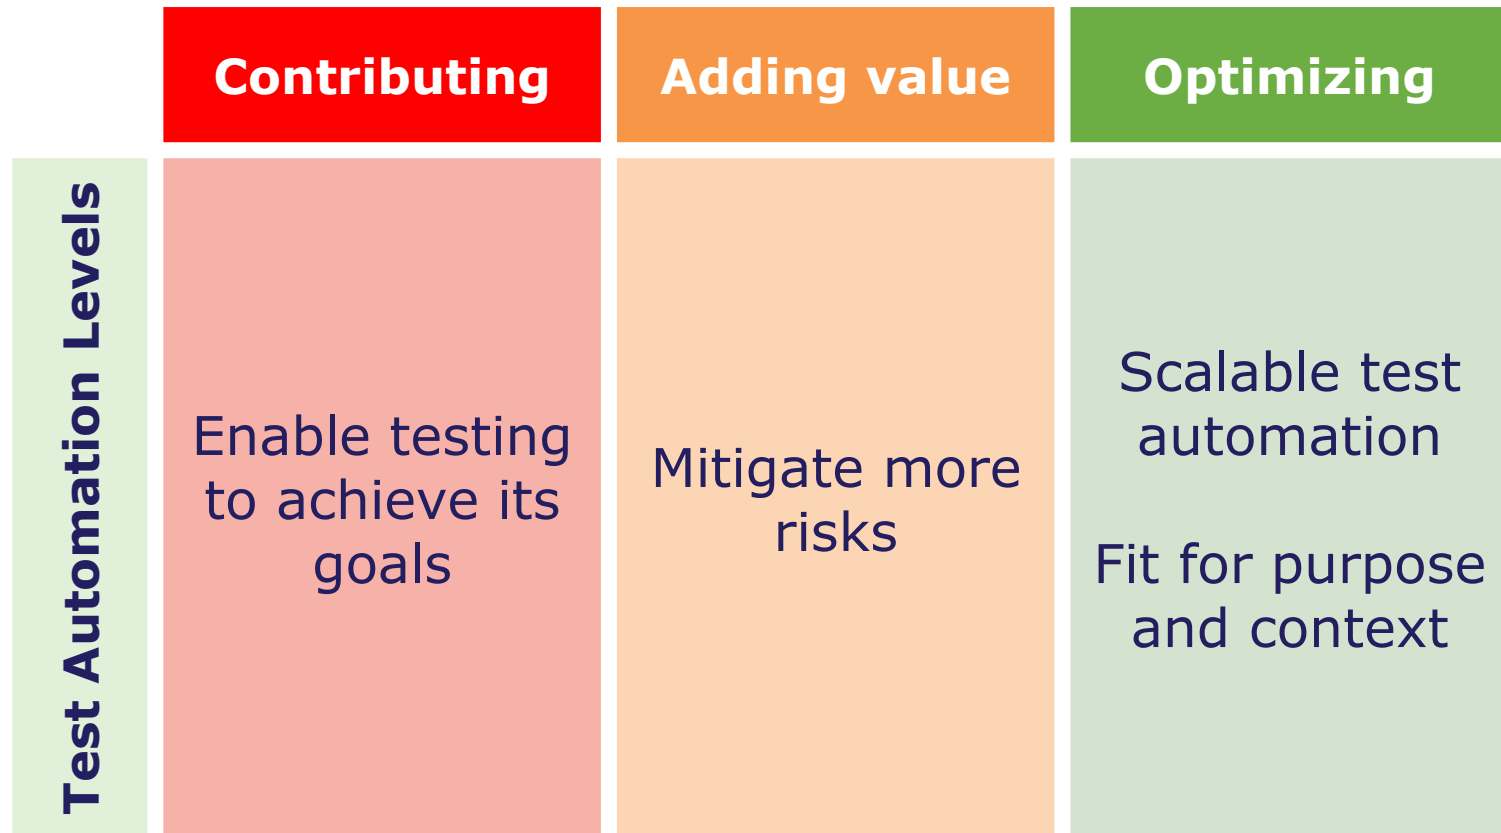 Contributing
Adding value
Optimizing
Test Automation Levels
Enable testing
to achieve its
goals
Mitigate more
risks
Scalable test
automation
Fit for purpose
and context